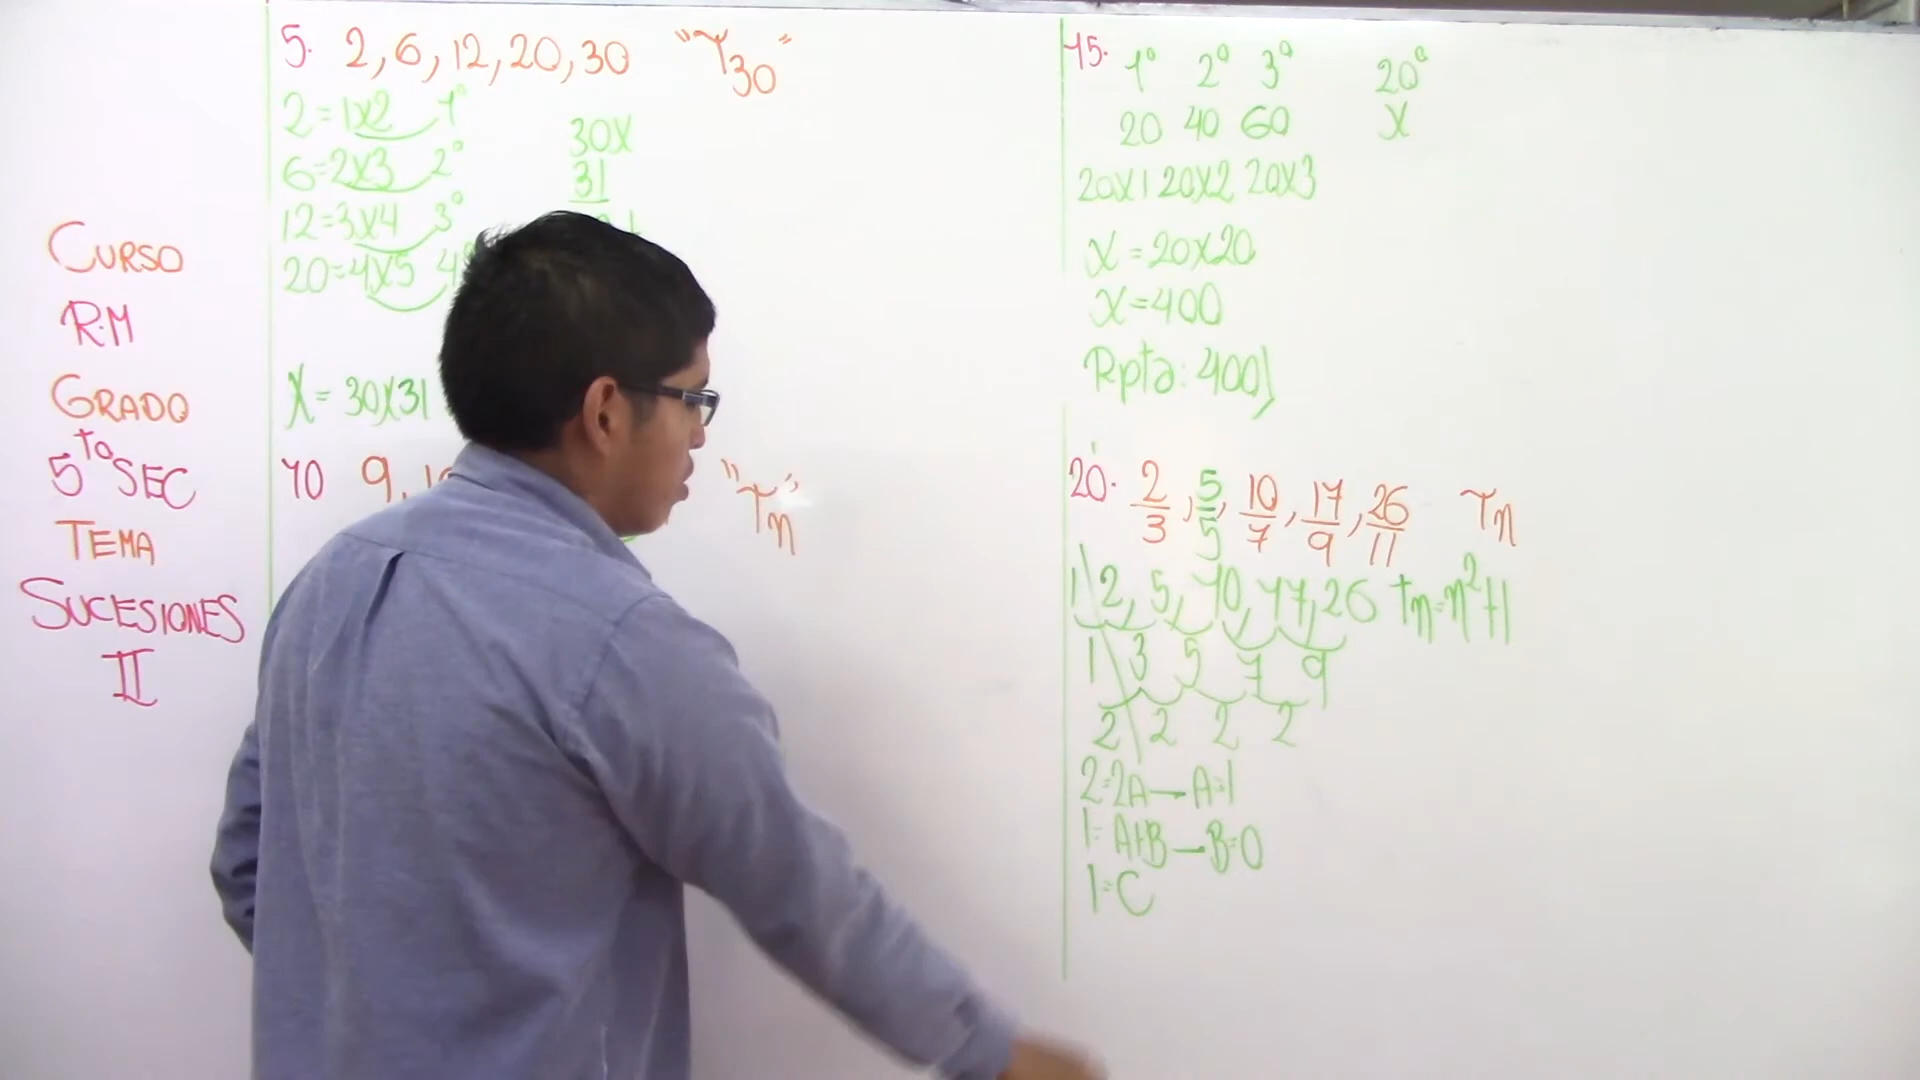 CURSO
R.M
GRADO
5to SEC
TEMA
SUCESIONES
II
5. 2, 6, 12, 20, 30 "T30"
2=1x2 1°
6=2x3 2°
12=3x4 3°
20=4x5 4°
30x
31
X = 30x31
10 9, "Tn"
15. 1° 2° 3° 20°
20 40 60 X
20x1 20x2 20x3
X = 20x20
X = 400
Rpta: 400
20. 2/3, 5/5, 10/7, 17/9, 26/11 Tn
1 2, 5, 10, 17, 26 tn=n²+1
1 3 5 7 9
2 2 2 2
2=2A—A=1
1=A+B—B=0
1=C